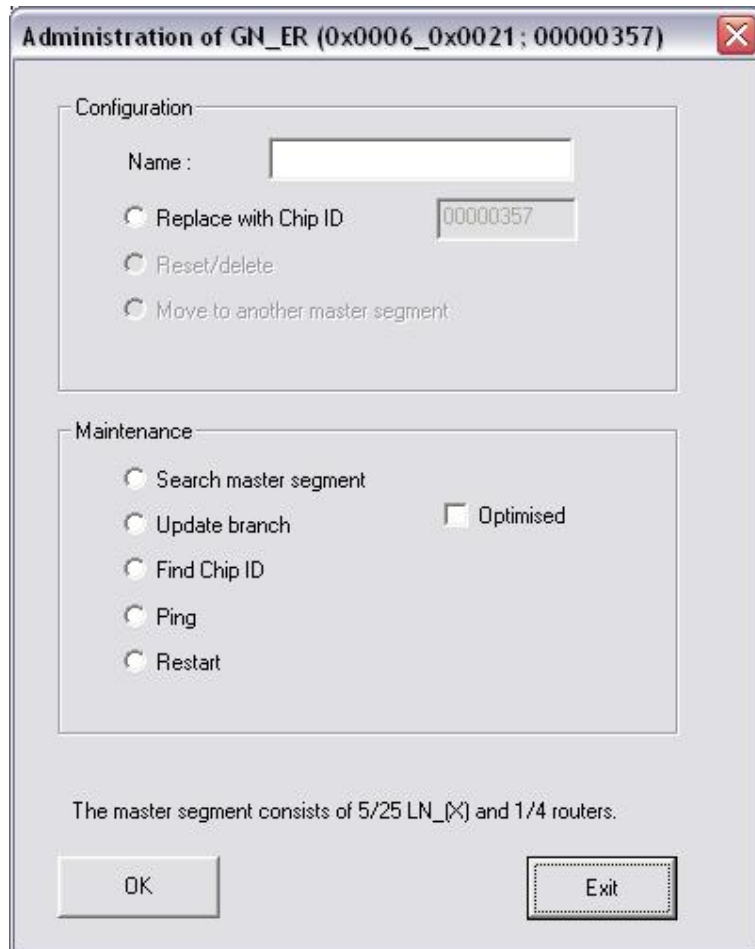 Administration of GN_ER (0x0006_0x0021; 00000357)
Configuration
Name :
Replace with Chip ID 00000357
Reset/delete
Move to another master segment
Maintenance
Search master segment
Update branch Optimised
Find Chip ID
Ping
Restart
The master segment consists of 5/25 LN_(X) and 1/4 routers.
OK Exit